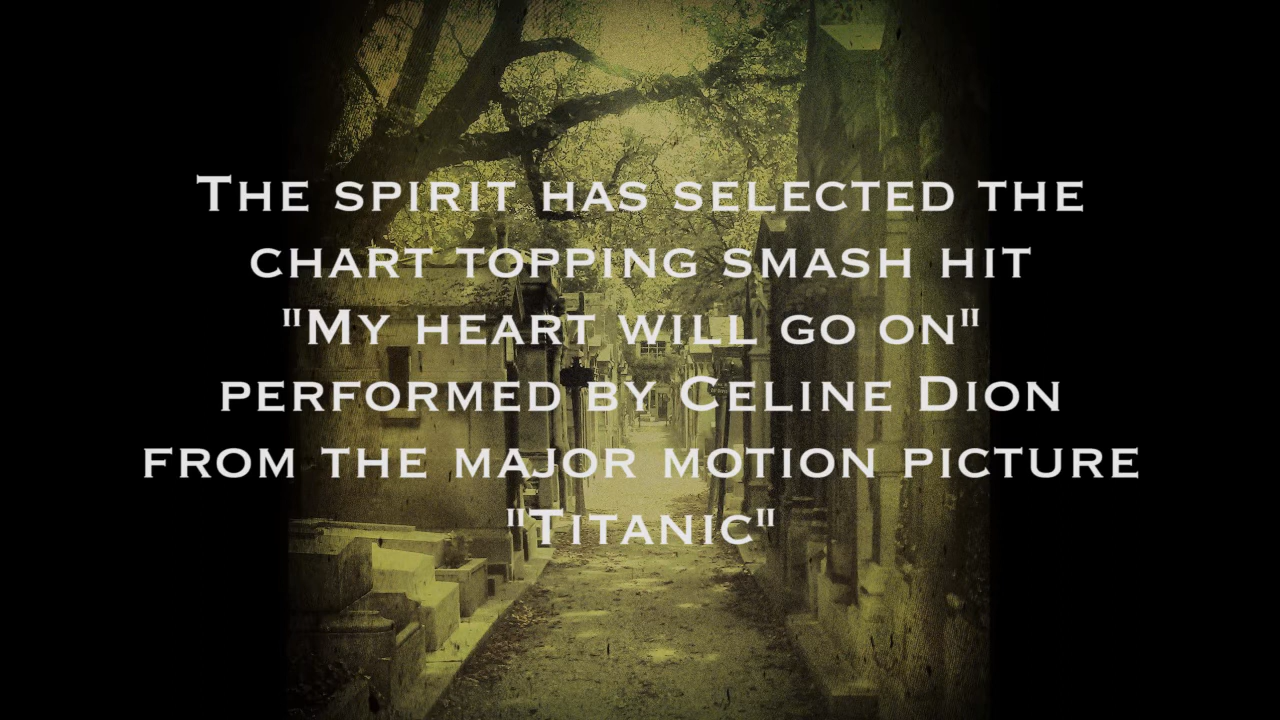 The spirit has selected the
chart topping smash hit
"My heart will go on"
performed by Celine Dion
from the major motion picture
"Titanic"